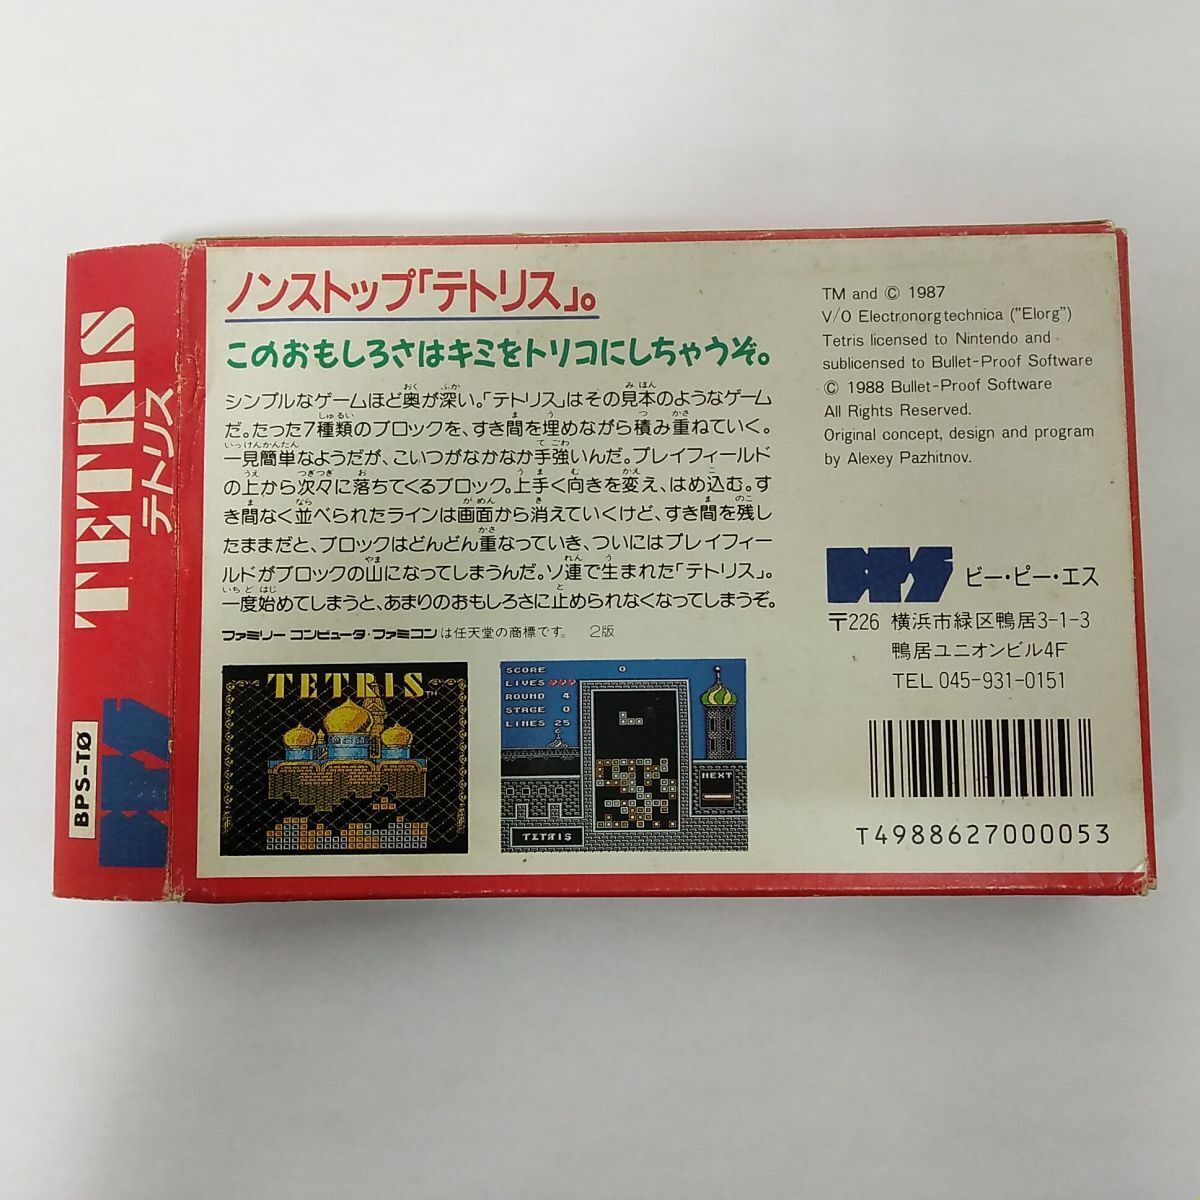 TETRIS
テトリス
BPS-TØ
BPS
ノンストップ「テトリス」。
このおもしろさはキミをトリコにしちゃうぞ。
シンプルなゲームほど奥が深い。「テトリス」はその見本のようなゲーム
だ。たった7種類のブロックを、すき間を埋めながら積み重ねていく。
一見簡単なようだが、こいつがなかなか手強いんだ。プレイフィールド
の上から次々に落ちてくるブロック。上手く向きを変え、はめ込む。す
き間なく並べられたラインは画面から消えていくけど、すき間を残し
たままだと、ブロックはどんどん重なっていき、ついにはプレイフィー
ルドがブロックの山になってしまうんだ。ソ連で生まれた「テトリス」。
一度始めてしまうと、あまりのおもしろさに止められなくなってしまうぞ。
ファミリーコンピュータ・ファミコンは任天堂の商標です。 2版
TETRIS™
SCORE 0
LIVES
ROUND 4
STAGE 0
LINES 25
NEXT
TETRIS
TM and © 1987
V/O Electronorgtechnica ("Elorg")
Tetris licensed to Nintendo and
sublicensed to Bullet-Proof Software
© 1988 Bullet-Proof Software
All Rights Reserved.
Original concept, design and program
by Alexey Pazhitnov.
BPS ビー・ピー・エス
〒226 横浜市緑区鴨居3-1-3
鴨居ユニオンビル4F
TEL 045-931-0151
T4988627000053